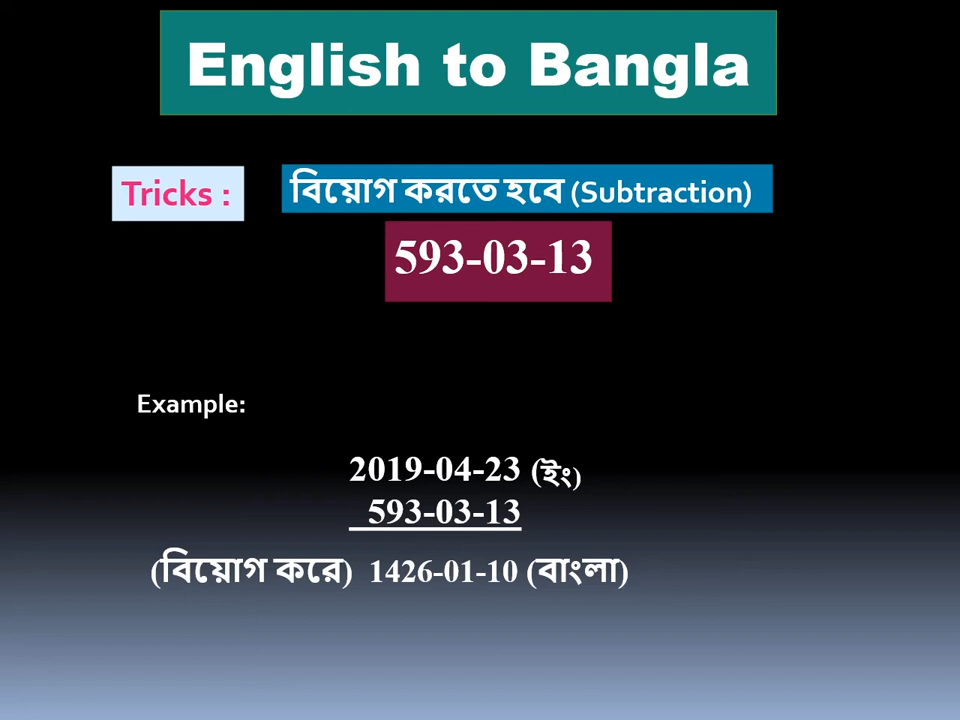 English to Bangla
Tricks : বিয়োগ করতে হবে (Subtraction)
593-03-13
Example:
2019-04-23 (ইং)
593-03-13
(বিয়োগ করে) 1426-01-10 (বাংলা)